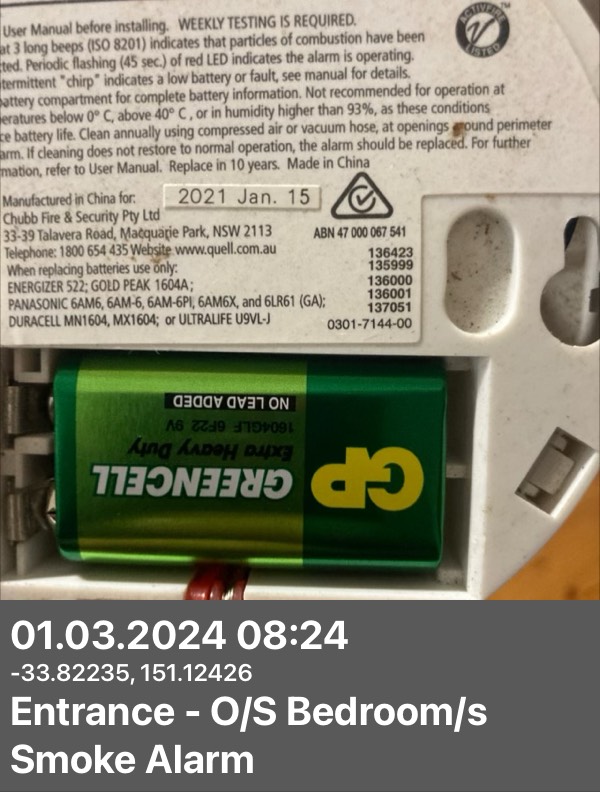 User Manual before installing. WEEKLY TESTING IS REQUIRED.
at 3 long beeps (ISO 8201) indicates that particles of combustion have been
ted. Periodic flashing (45 sec.) of red LED indicates the alarm is operating.
termittent "chirp" indicates a low battery or fault, see manual for details.
battery compartment for complete battery information. Not recommended for operation at
eratures below 0° C, above 40° C, or in humidity higher than 93%, as these conditions
ce battery life. Clean annually using compressed air or vacuum hose, at openings around perimeter
arm. If cleaning does not restore to normal operation, the alarm should be replaced. For further
mation, refer to User Manual. Replace in 10 years. Made in China
ACTIVFIRE
LISTED
TM
Manufactured in China for: 2021 Jan. 15
Chubb Fire & Security Pty Ltd
33-39 Talavera Road, Macquarie Park, NSW 2113
Telephone: 1800 654 435 Website www.quell.com.au
When replacing batteries use only:
ENERGIZER 522; GOLD PEAK 1604A;
PANASONIC 6AM6, 6AM-6, 6AM-6PI, 6AM6X, and 6LR61 (GA);
DURACELL MN1604, MX1604; or ULTRALIFE U9VL-J
ABN 47 000 067 541
136423
135999
136000
136001
137051
0301-7144-00
GP
GREENCELL
Extra Heavy Duty
1604GLF 6F22 9V
NO LEAD ADDED
01.03.2024 08:24
-33.82235, 151.12426
Entrance - O/S Bedroom/s
Smoke Alarm